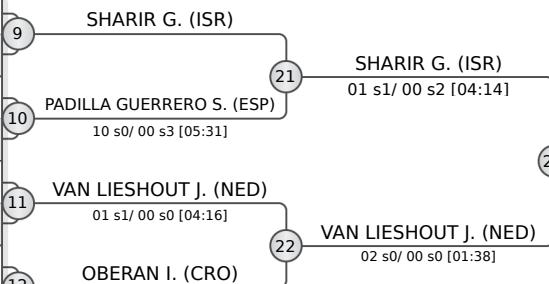 9
SHARIR G. (ISR)
21
SHARIR G. (ISR)
01 s1/ 00 s2 [04:14]
10
PADILLA GUERRERO S. (ESP)
10 s0/ 00 s3 [05:31]
11
VAN LIESHOUT J. (NED)
01 s1/ 00 s0 [04:16]
22
VAN LIESHOUT J. (NED)
02 s0/ 00 s0 [01:38]
12
OBERAN I. (CRO)